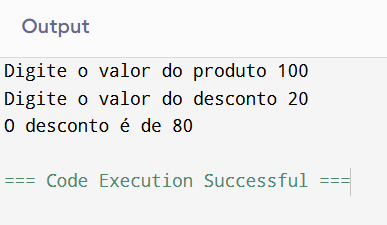 Output
Digite o valor do produto 100
Digite o valor do desconto 20
O desconto é de 80
=== Code Execution Successful ===